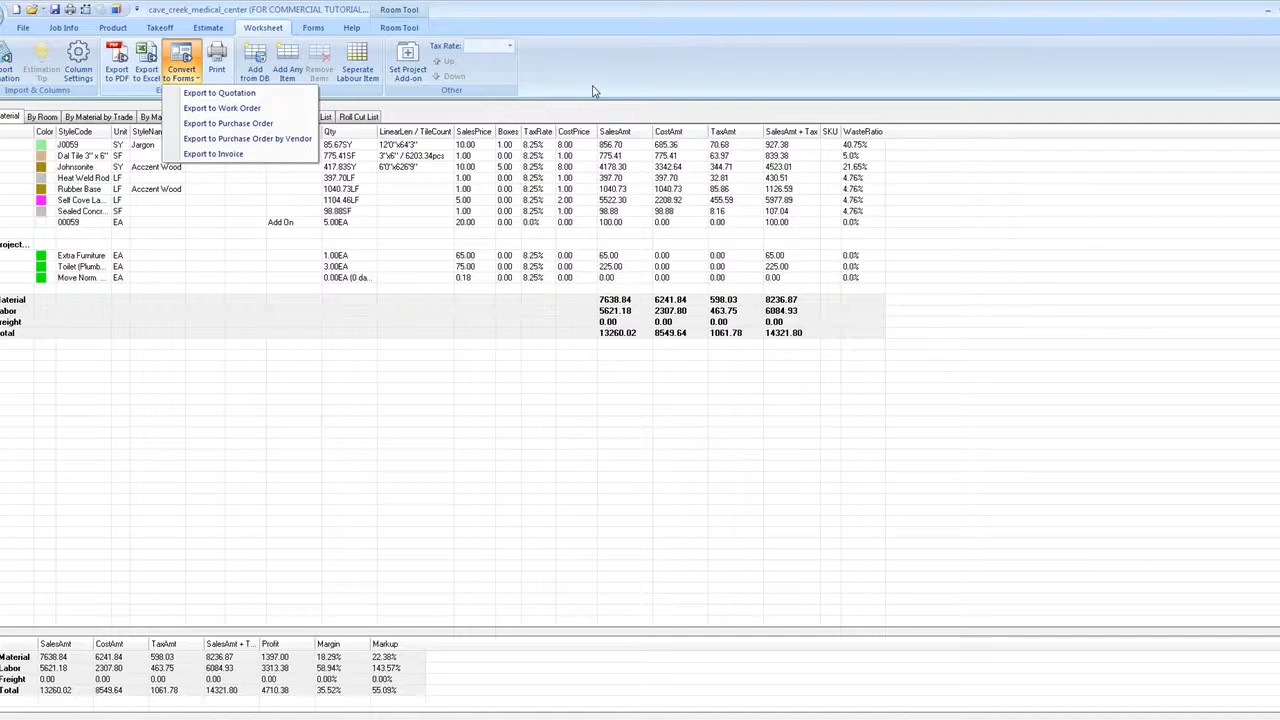 cave_creek_medical_center (FOR COMMERCIAL TUTORIAL... Room Tool
File Job Info Product Takeoff Estimate Worksheet Forms Help Room Tool
Estimation Tip
Column Settings
Export to PDF
Export to Excel
Convert to Forms
Print
Add from DB
Add Any Item
Remove Items
Seperate Labour Item
Set Project Add-on
Tax Rate:
Up
Down
Import & Columns
Other
Export to Quotation
Export to Work Order
Export to Purchase Order
Export to Purchase Order by Vendor
Export to Invoice
aterial By Room By Material by Trade By Ma List Roll Cut List
Color StyleCode Unit StyleNam Qty LinearLen / TileCount SalesPrice Boxes TaxRate CostPrice SalesAmt CostAmt TaxAmt SalesAmt + Tax SKU WasteRatio
J0059 SY Jargon 85.67SY 12'0"x64'3" 10.00 1.00 8.25% 8.00 856.70 685.36 70.68 927.38 40.75%
Dal Tile 3" x 6" SF 775.41SF 3"x6" / 6203.34pcs 1.00 0.00 8.25% 1.00 775.41 775.41 63.97 839.38 5.0%
Johnsonite SY Acczent Wood 417.83SY 6'0"x626'9" 10.00 5.00 8.25% 8.00 4178.30 3342.64 344.71 4523.01 21.65%
Heat Weld Rod LF 397.70LF 1.00 0.00 8.25% 1.00 397.70 397.70 32.81 430.51 4.76%
Rubber Base LF Acczent Wood 1040.73LF 1.00 0.00 8.25% 1.00 1040.73 1040.73 85.86 1126.59 4.76%
Self Cove La... LF 1104.46LF 5.00 0.00 8.25% 2.00 5522.30 2208.92 455.59 5977.89 4.76%
Sealed Concr... SF 98.88SF 1.00 0.00 8.25% 1.00 98.88 98.88 8.16 107.04 4.76%
00059 EA Add On 5.00EA 20.00 0.00 0.0% 0.00 100.00 0.00 0.00 100.00 0.0%
roject...
Extra Furniture EA 1.00EA 65.00 0.00 8.25% 0.00 65.00 0.00 0.00 65.00 0.0%
Toilet (Plumb... EA 3.00EA 75.00 0.00 8.25% 0.00 225.00 0.00 0.00 225.00 0.0%
Move Norm. ... EA 0.00EA (0 da... 0.18 0.00 8.25% 0.00 0.00 0.00 0.00 0.00 0.0%
aterial 7638.84 6241.84 598.03 8236.87
abor 5621.18 2307.80 463.75 6084.93
reight 0.00 0.00 0.00 0.00
otal 13260.02 8549.64 1061.78 14321.80
SalesAmt CostAmt TaxAmt SalesAmt + T... Profit Margin Markup
Material 7638.84 6241.84 598.03 8236.87 1397.00 18.29% 22.38%
Labor 5621.18 2307.80 463.75 6084.93 3313.38 58.94% 143.57%
Freight 0.00 0.00 0.00 0.00 0.00 0.00% 0.00%
Total 13260.02 8549.64 1061.78 14321.80 4710.38 35.52% 55.09%